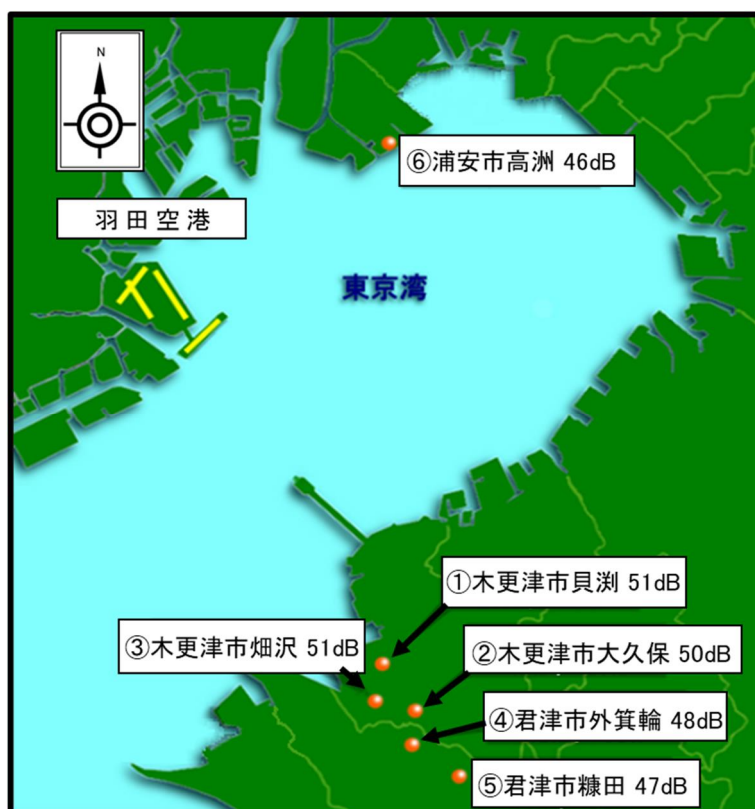 N
⑥浦安市高洲 46dB
羽田空港
東京湾
①木更津市貝渕 51dB
③木更津市畑沢 51dB
②木更津市大久保 50dB
④君津市外箕輪 48dB
⑤君津市糠田 47dB